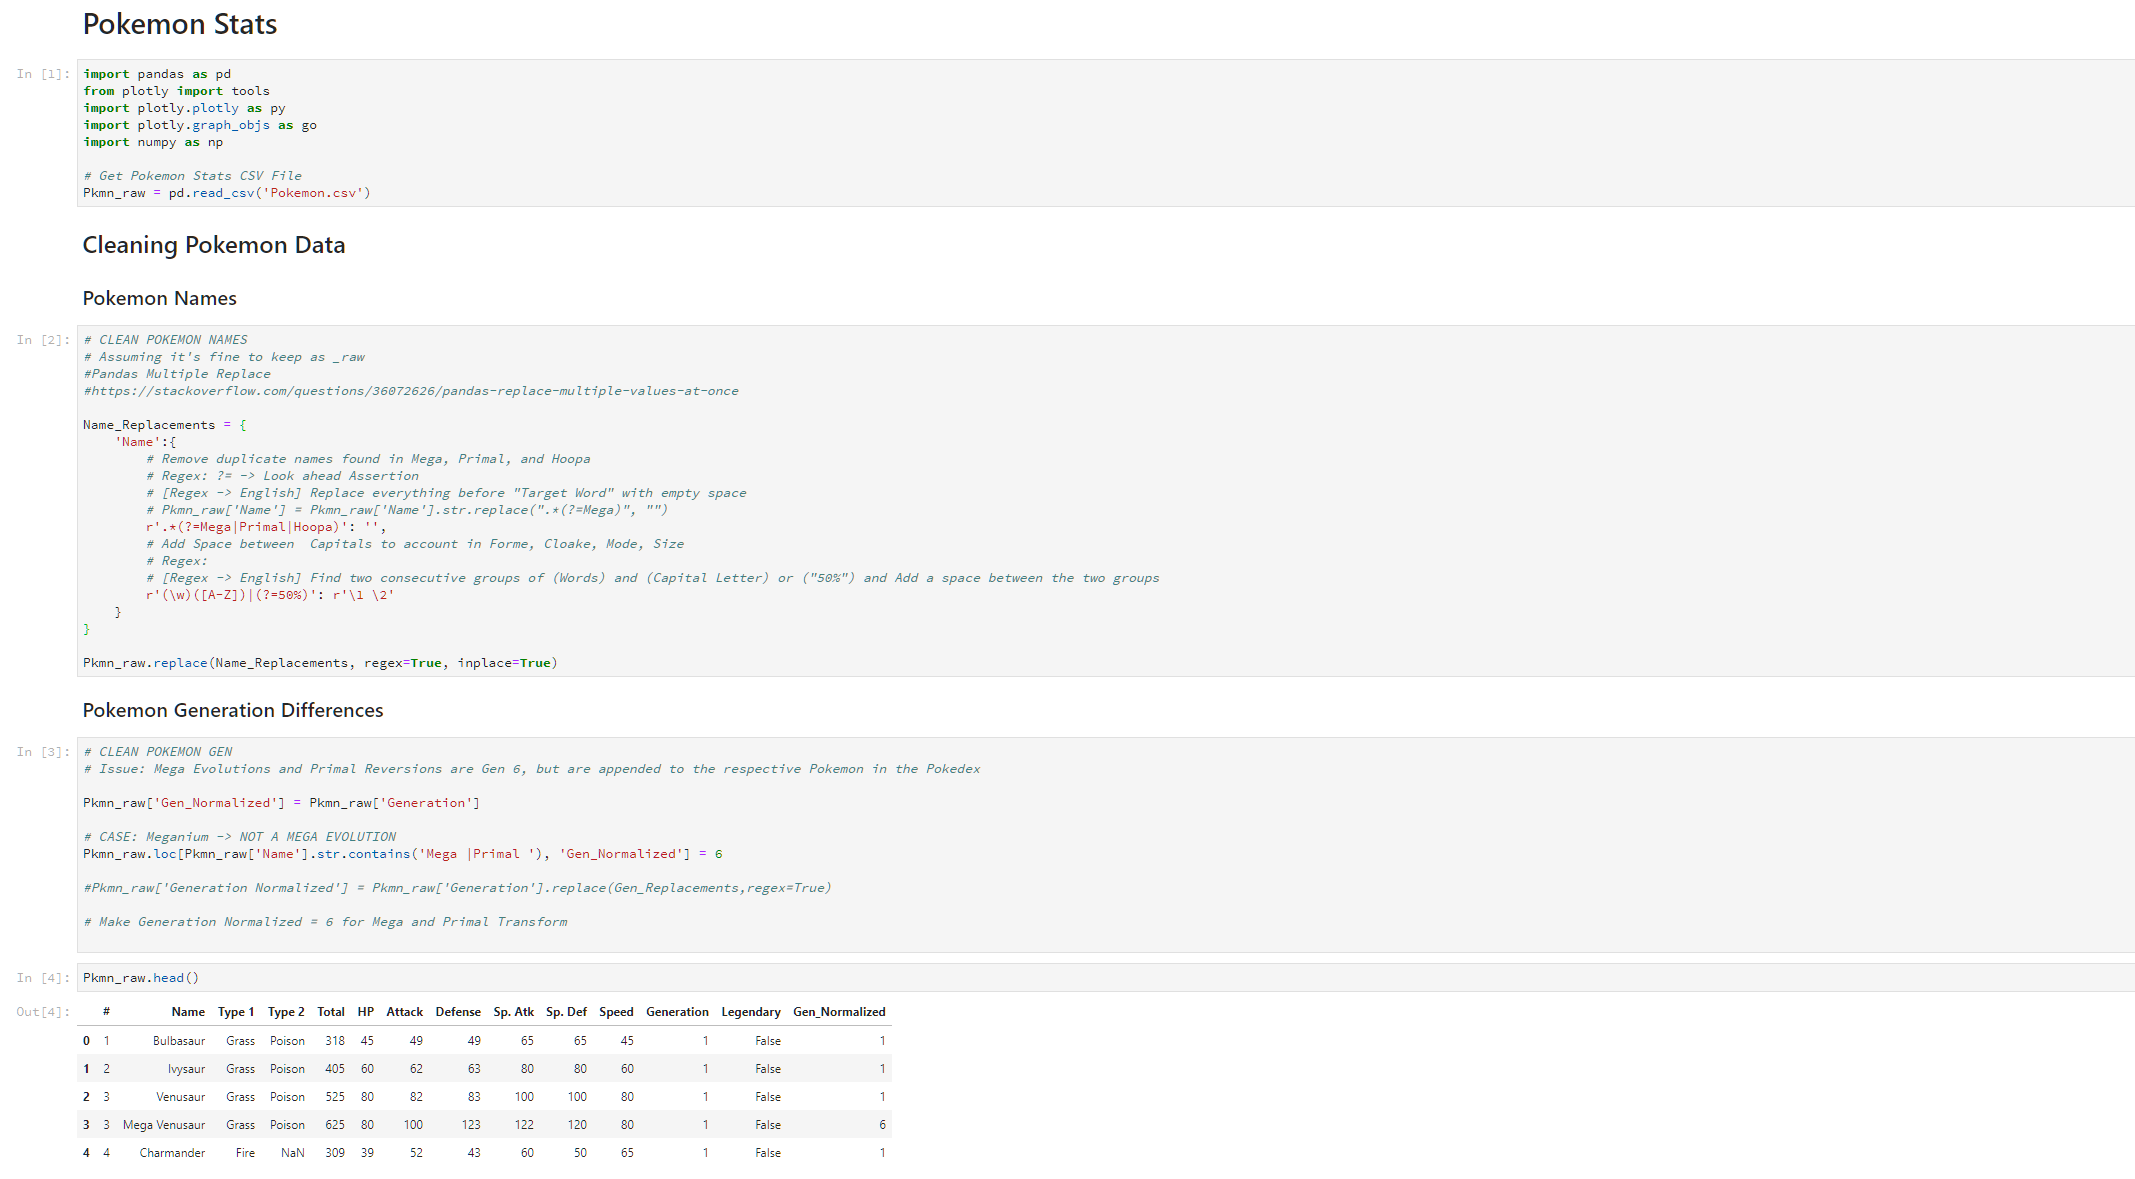 Pokemon Stats
In [1]:
import pandas as pd
from plotly import tools
import plotly.plotly as py
import plotly.graph_objs as go
import numpy as np
# Get Pokemon Stats CSV File
Pkmn_raw = pd.read_csv('Pokemon.csv')
Cleaning Pokemon Data
Pokemon Names
In [2]:
# CLEAN POKEMON NAMES
# Assuming it's fine to keep as _raw
#Pandas Multiple Replace
#https://stackoverflow.com/questions/36072626/pandas-replace-multiple-values-at-once
Name_Replacements = {
'Name':{
# Remove duplicate names found in Mega, Primal, and Hoopa
# Regex: ?= -> Look ahead Assertion
# [Regex -> English] Replace everything before "Target Word" with empty space
# Pkmn_raw['Name'] = Pkmn_raw['Name'].str.replace(".*(?=Mega)", "")
r'.*(?=Mega|Primal|Hoopa)': '',
# Add Space between  Capitals to account in Forme, Cloake, Mode, Size
# Regex:
# [Regex -> English] Find two consecutive groups of (Words) and (Capital Letter) or ("50%") and Add a space between the two groups
r'(\w)([A-Z])|(?=50%)': r'\1 \2'
}
}
Pkmn_raw.replace(Name_Replacements, regex=True, inplace=True)
Pokemon Generation Differences
In [3]:
# CLEAN POKEMON GEN
# Issue: Mega Evolutions and Primal Reversions are Gen 6, but are appended to the respective Pokemon in the Pokedex
Pkmn_raw['Gen_Normalized'] = Pkmn_raw['Generation']
# CASE: Meganium -> NOT A MEGA EVOLUTION
Pkmn_raw.loc[Pkmn_raw['Name'].str.contains('Mega |Primal '), 'Gen_Normalized'] = 6
#Pkmn_raw['Generation Normalized'] = Pkmn_raw['Generation'].replace(Gen_Replacements,regex=True)
# Make Generation Normalized = 6 for Mega and Primal Transform
In [4]: Pkmn_raw.head()
Out[4]: # Name Type 1 Type 2 Total HP Attack Defense Sp. Atk Sp. Def Speed Generation Legendary Gen_Normalized
0 1 Bulbasaur Grass Poison 318 45 49 49 65 65 45 1 False 1
1 2 Ivysaur Grass Poison 405 60 62 63 80 80 60 1 False 1
2 3 Venusaur Grass Poison 525 80 82 83 100 100 80 1 False 1
3 3 Mega Venusaur Grass Poison 625 80 100 123 122 120 80 1 False 6
4 4 Charmander Fire NaN 309 39 52 43 60 50 65 1 False 1